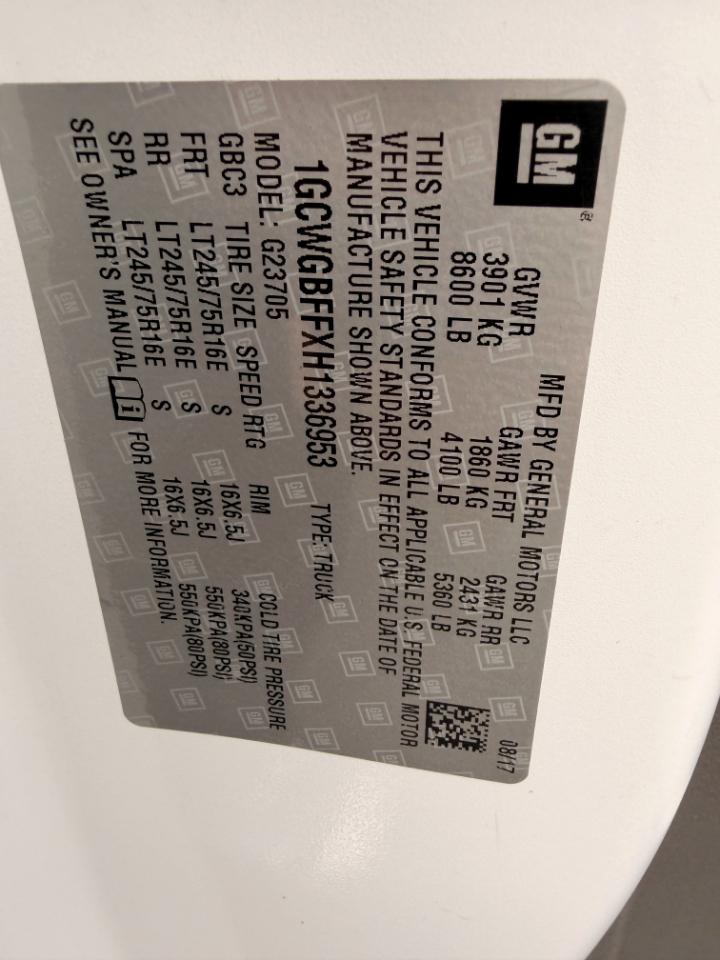 GM
MFD BY GENERAL MOTORS LLC 08/17
GVWR GAWR FRT GAWR RR
3901 KG 1860 KG 2431 KG
8600 LB 4100 LB 5360 LB
THIS VEHICLE CONFORMS TO ALL APPLICABLE U.S. FEDERAL MOTOR
VEHICLE SAFETY STANDARDS IN EFFECT ON THE DATE OF
MANUFACTURE SHOWN ABOVE.
1GCWGBFFXH1336953 TYPE: TRUCK
MODEL: G23705
GBC3 TIRE SIZE SPEED RTG RIM COLD TIRE PRESSURE
FRT LT245/75R16E S 16X6.5J 340KPA(50PSI)
RR LT245/75R16E S 16X6.5J 550KPA(80PSI)
SPA LT245/75R16E S 16X6.5J 550KPA(80PSI)
SEE OWNER'S MANUAL FOR MORE INFORMATION.